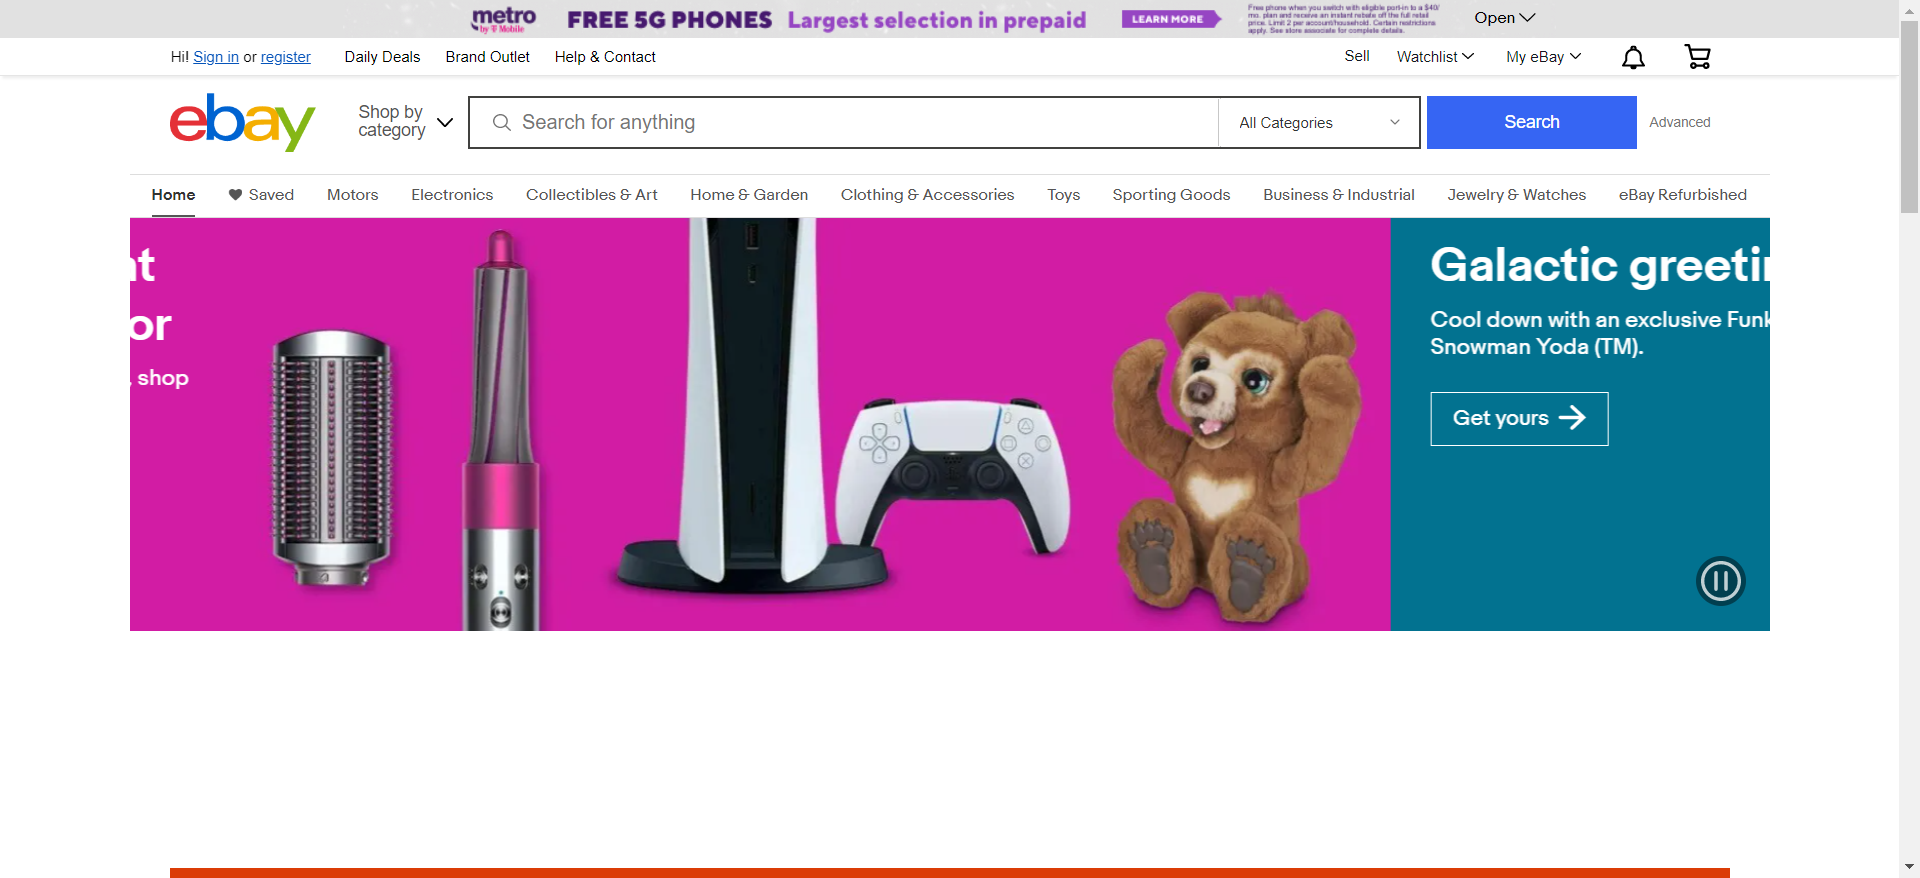 metro
by T Mobile
FREE 5G PHONES Largest selection in prepaid
LEARN MORE
Free phone when you switch with eligible port-in to a $40/
mo. plan and receive an instant rebate off the full retail
price. Limit 2 per account/household. Certain restrictions
apply. See store associate for complete details.
Open
Hi! Sign in or register
Daily Deals
Brand Outlet
Help & Contact
Sell
Watchlist
My eBay
ebay
Shop by
category
Search for anything
All Categories
Search
Advanced
Home
Saved
Motors
Electronics
Collectibles & Art
Home & Garden
Clothing & Accessories
Toys
Sporting Goods
Business & Industrial
Jewelry & Watches
eBay Refurbished
or
, shop
Galactic
Cool down with an exclusive
Snowman Yoda (TM).
Get yours